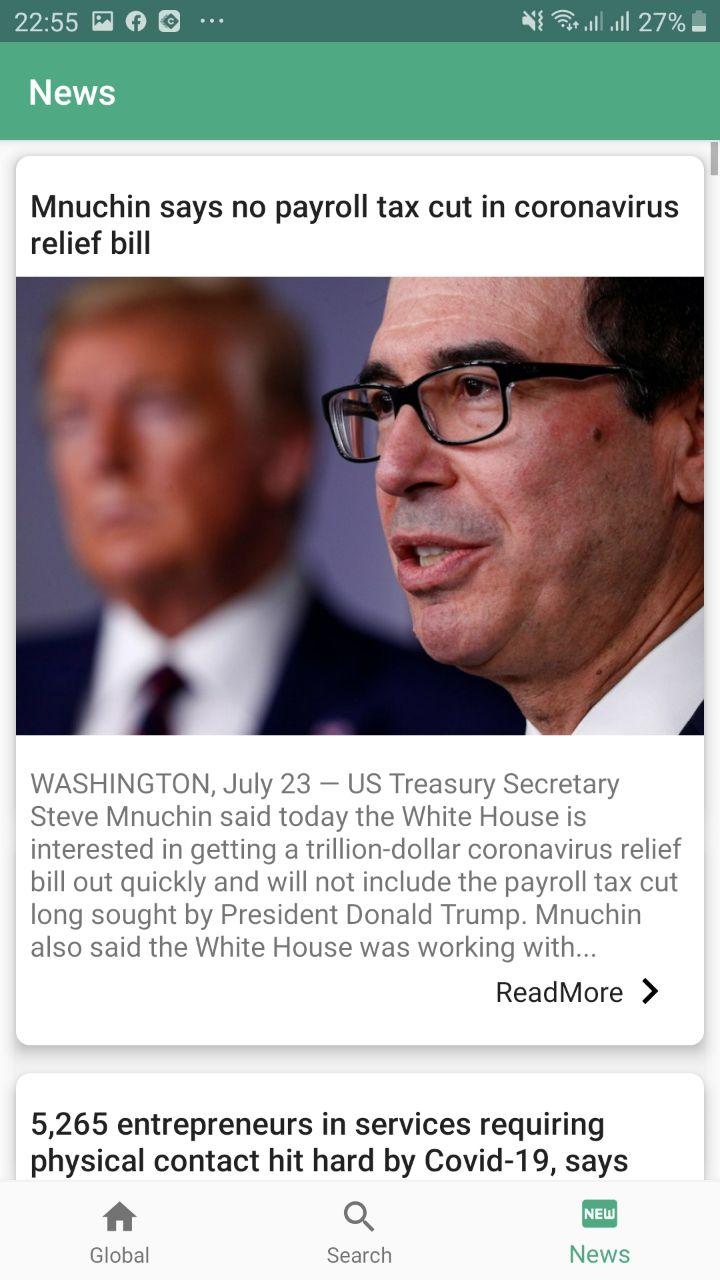 22:55
27%
News
Mnuchin says no payroll tax cut in coronavirus
relief bill
WASHINGTON, July 23 — US Treasury Secretary
Steve Mnuchin said today the White House is
interested in getting a trillion-dollar coronavirus relief
bill out quickly and will not include the payroll tax cut
long sought by President Donald Trump. Mnuchin
also said the White House was working with...
ReadMore
5,265 entrepreneurs in services requiring
physical contact hit hard by Covid-19, says
NEW
Global
Search
News